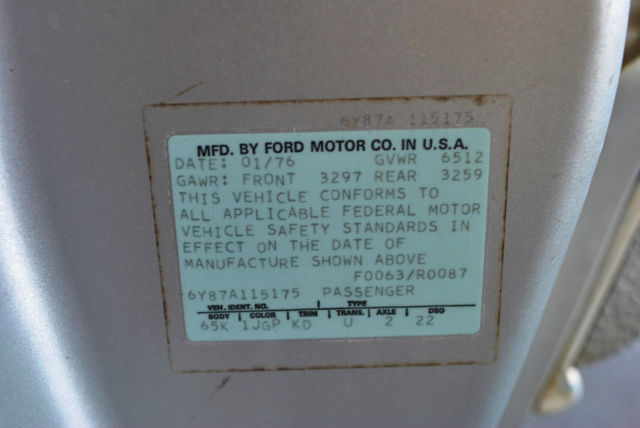 6Y87A 115175
MFD. BY FORD MOTOR CO. IN U.S.A.
DATE: 01/76 GVWR 6512
GAWR: FRONT 3297 REAR 3259
THIS VEHICLE CONFORMS TO
ALL APPLICABLE FEDERAL MOTOR
VEHICLE SAFETY STANDARDS IN
EFFECT ON THE DATE OF
MANUFACTURE SHOWN ABOVE
F0063/R0087
6Y87A115175 PASSENGER
VEH. IDENT. NO. TYPE
BODY COLOR TRIM TRANS. AXLE DSO
65K 1JGP KD U 2 22